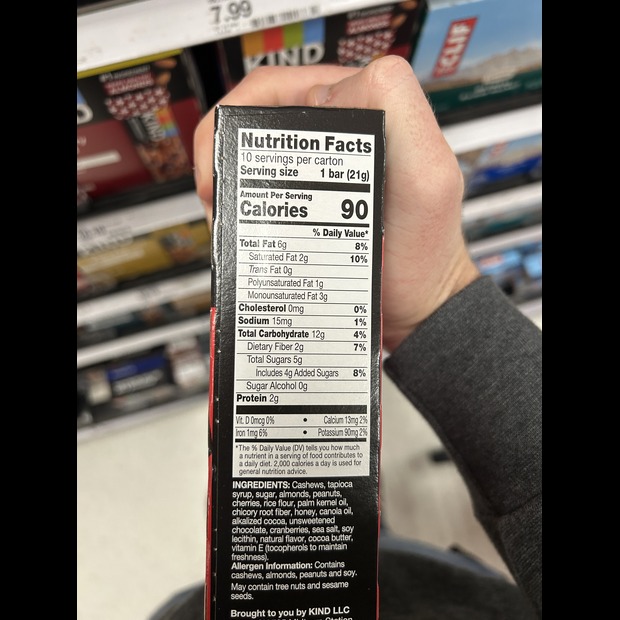 7.99
KIND
CLIF
KIND
Nutrition Facts
10 servings per carton
Serving size 1 bar (21g)
Amount Per Serving
Calories 90
% Daily Value*
Total Fat 6g 8%
Saturated Fat 2g 10%
Trans Fat 0g
Polyunsaturated Fat 1g
Monounsaturated Fat 3g
Cholesterol 0mg 0%
Sodium 15mg 1%
Total Carbohydrate 12g 4%
Dietary Fiber 2g 7%
Total Sugars 5g
Includes 4g Added Sugars 8%
Sugar Alcohol 0g
Protein 2g
Vit. D 0mcg 0% • Calcium 13mg 2%
Iron 1mg 6% • Potassium 90mg 2%
*The % Daily Value (DV) tells you how much
a nutrient in a serving of food contributes to
a daily diet. 2,000 calories a day is used for
general nutrition advice.
INGREDIENTS: Cashews, tapioca
syrup, sugar, almonds, peanuts,
cherries, rice flour, palm kernel oil,
chicory root fiber, honey, canola oil,
alkalized cocoa, unsweetened
chocolate, cranberries, sea salt, soy
lecithin, natural flavor, cocoa butter,
vitamin E (tocopherols to maintain
freshness).
Allergen Information: Contains
cashews, almonds, peanuts and soy.
May contain tree nuts and sesame
seeds.
Brought to you by KIND LLC